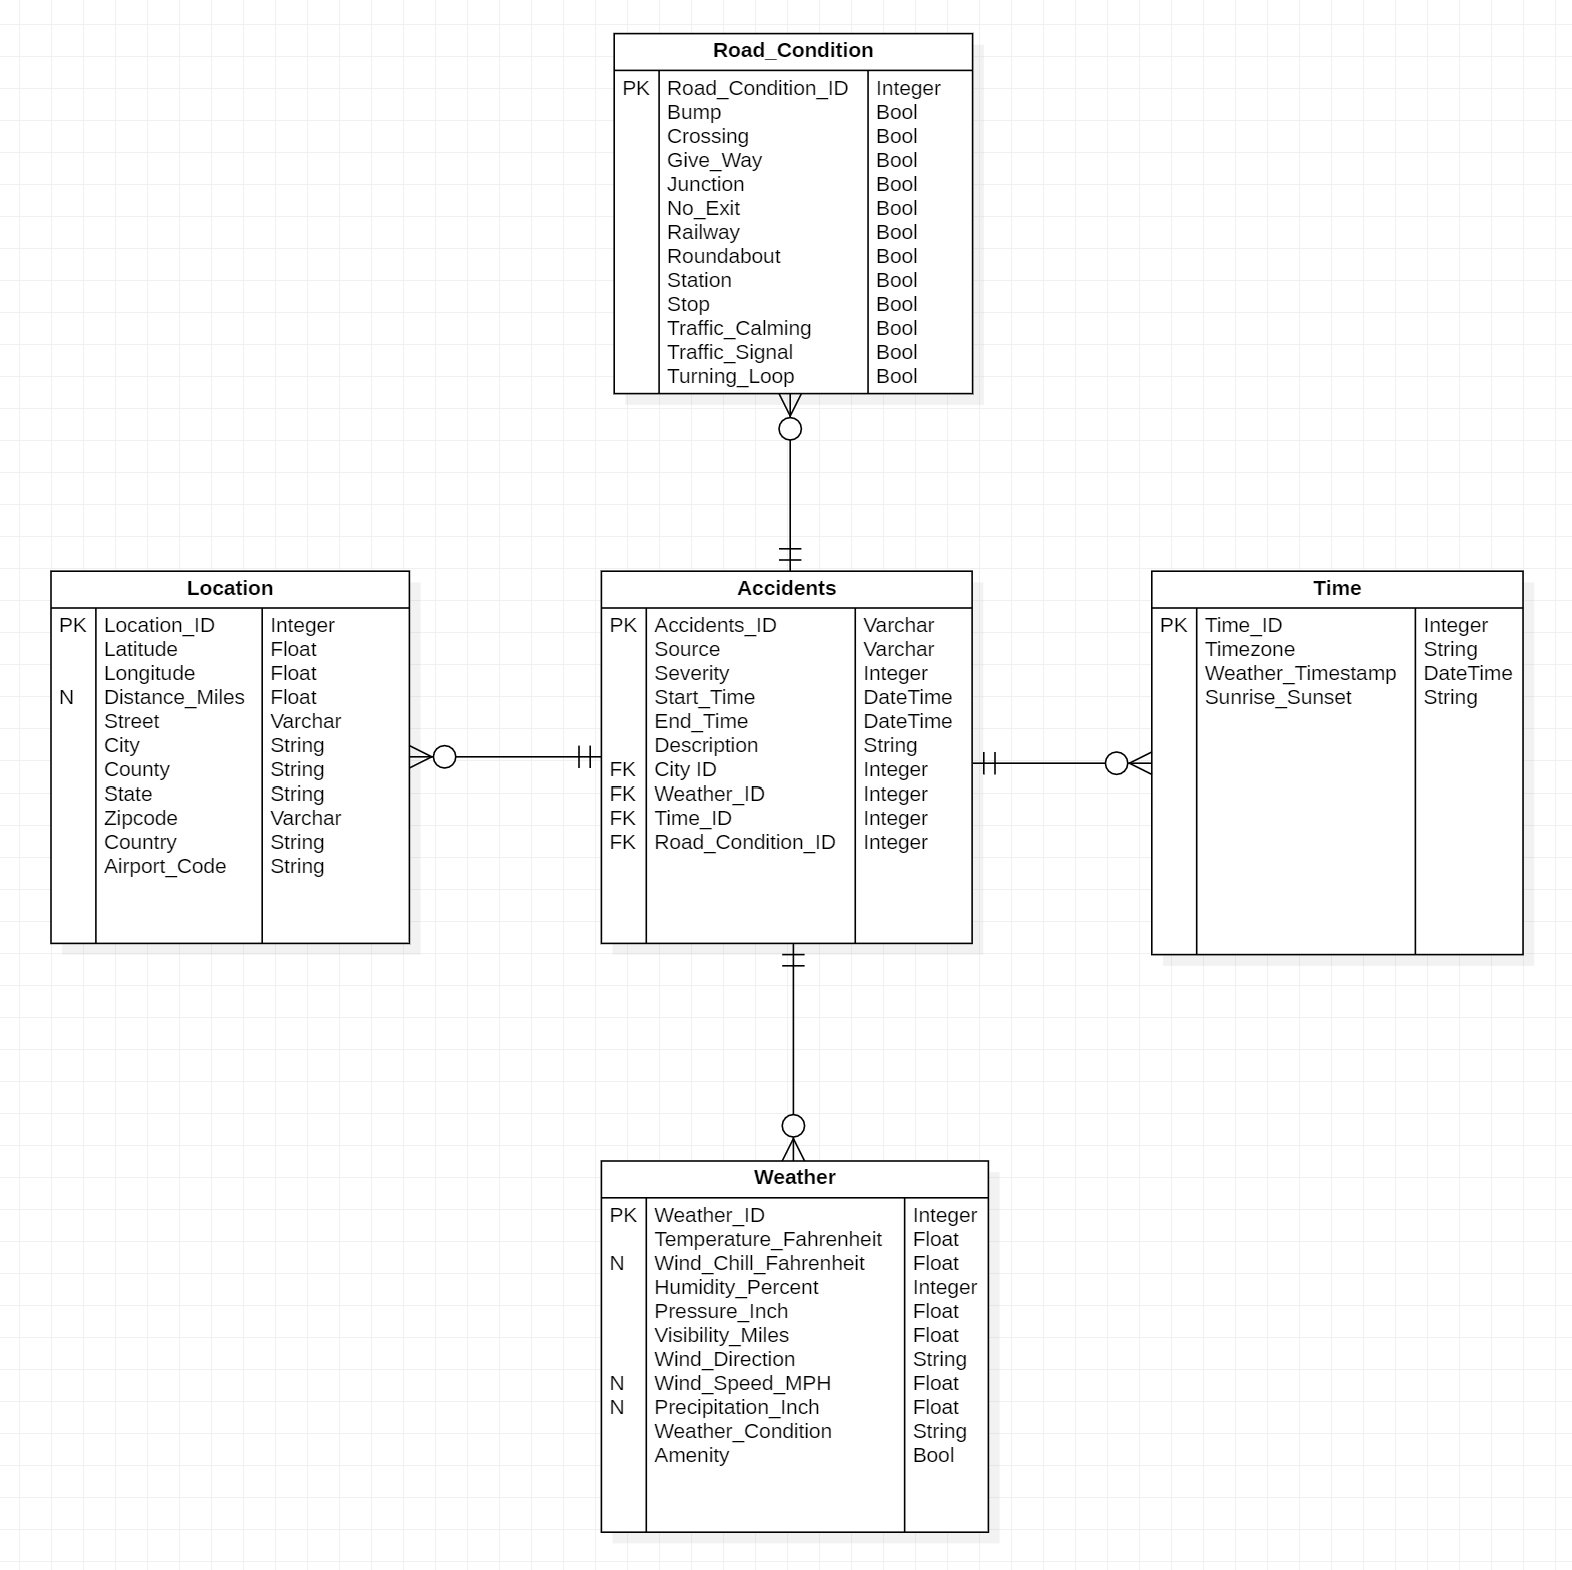 Road_Condition
PK Road_Condition_ID Integer
Bump Bool
Crossing Bool
Give_Way Bool
Junction Bool
No_Exit Bool
Railway Bool
Roundabout Bool
Station Bool
Stop Bool
Traffic_Calming Bool
Traffic_Signal Bool
Turning_Loop Bool
Location
PK Location_ID Integer
Latitude Float
Longitude Float
N Distance_Miles Float
Street Varchar
City String
County String
State String
Zipcode Varchar
Country String
Airport_Code String
Accidents
PK Accidents_ID Varchar
Source Varchar
Severity Integer
Start_Time DateTime
End_Time DateTime
Description String
FK City ID Integer
FK Weather_ID Integer
FK Time_ID Integer
FK Road_Condition_ID Integer
Time
PK Time_ID Integer
Timezone String
Weather_Timestamp DateTime
Sunrise_Sunset String
Weather
PK Weather_ID Integer
Temperature_Fahrenheit Float
N Wind_Chill_Fahrenheit Float
Humidity_Percent Integer
Pressure_Inch Float
Visibility_Miles Float
Wind_Direction String
N Wind_Speed_MPH Float
N Precipitation_Inch Float
Weather_Condition String
Amenity Bool